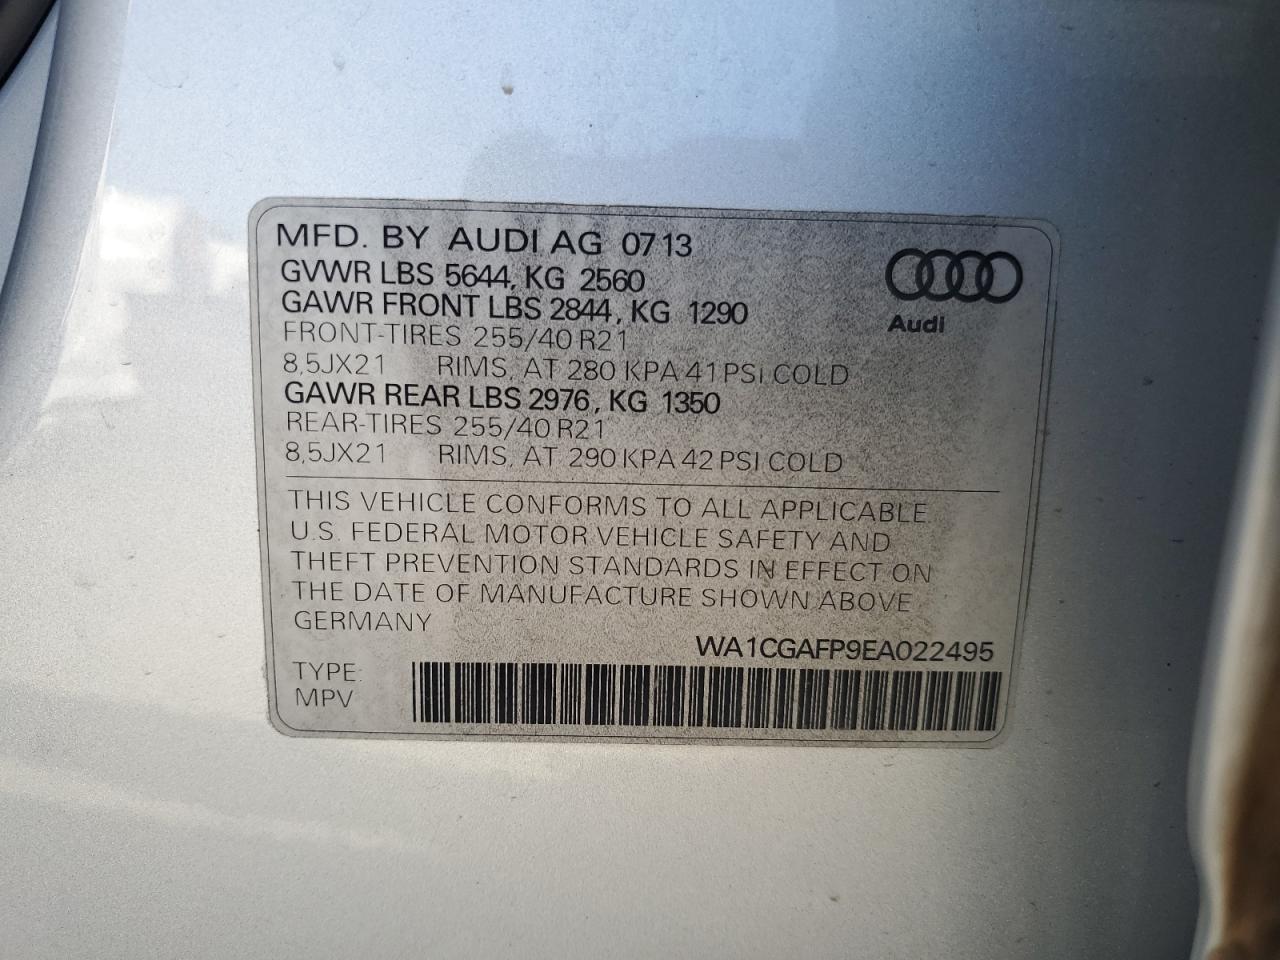 MFD. BY AUDI AG 0713
GVWR LBS 5644, KG 2560
GAWR FRONT LBS 2844, KG 1290
FRONT-TIRES 255/40 R21
8,5JX21 RIMS, AT 280 KPA 41 PSI COLD
GAWR REAR LBS 2976, KG 1350
REAR-TIRES 255/40 R21
8,5JX21 RIMS, AT 290 KPA 42 PSI COLD
Audi
THIS VEHICLE CONFORMS TO ALL APPLICABLE
U.S. FEDERAL MOTOR VEHICLE SAFETY AND
THEFT PREVENTION STANDARDS IN EFFECT ON
THE DATE OF MANUFACTURE SHOWN ABOVE
GERMANY
WA1CGAFP9EA022495
TYPE:
MPV